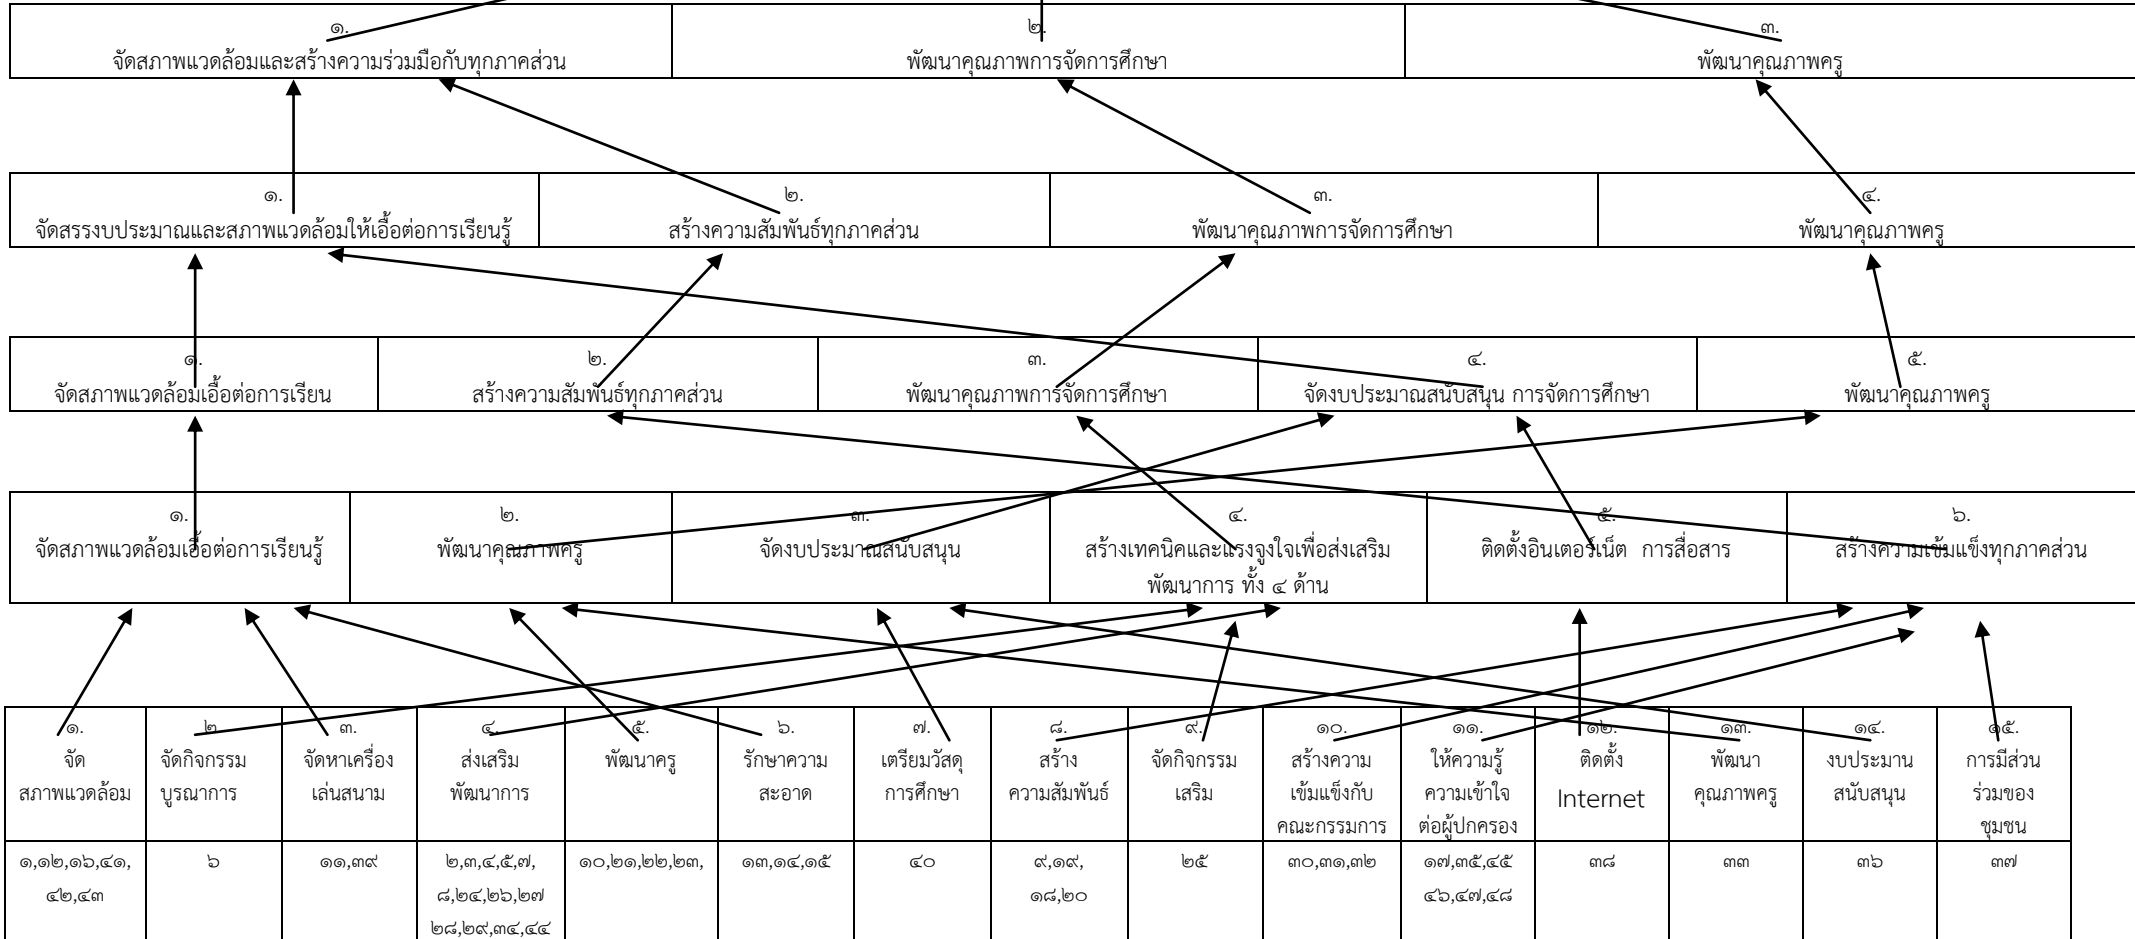 ๑.
จัดสภาพแวดล้อมและสร้างความร่วมมือกับทุกภาคส่วน
๒.
พัฒนาคุณภาพการจัดการศึกษา
๓.
พัฒนาคุณภาพครู
๑.
จัดสรรงบประมาณและสภาพแวดล้อมให้เอื้อต่อการเรียนรู้
๒.
สร้างความสัมพันธ์ทุกภาคส่วน
๓.
พัฒนาคุณภาพการจัดการศึกษา
๔.
พัฒนาคุณภาพครู
๑.
จัดสภาพแวดล้อมเอื้อต่อการเรียน
๒.
สร้างความสัมพันธ์ทุกภาคส่วน
๓.
พัฒนาคุณภาพการจัดการศึกษา
๔.
จัดงบประมาณสนับสนุน การจัดการศึกษา
๕.
พัฒนาคุณภาพครู
๑.
จัดสภาพแวดล้อมเอื้อต่อการเรียนรู้
๒.
พัฒนาคุณภาพครู
๓.
จัดงบประมาณสนับสนุน
๔.
สร้างเทคนิคและแรงจูงใจเพื่อส่งเสริม
พัฒนาการ ทั้ง ๔ ด้าน
๕.
ติดตั้งอินเตอร์เน็ต การสื่อสาร
๖.
สร้างความเข้มแข็งทุกภาคส่วน
๑.
จัด
สภาพแวดล้อม
๒.
จัดกิจกรรม
บูรณาการ
๓.
จัดหาเครื่อง
เล่นสนาม
๔.
ส่งเสริม
พัฒนาการ
๕.
พัฒนาครู
๖.
รักษาความ
สะอาด
๗.
เตรียมวัสดุ
การศึกษา
๘.
สร้าง
ความสัมพันธ์
๙.
จัดกิจกรรม
เสริม
๑๐.
สร้างความ
เข้มแข็งกับ
คณะกรรมการ
๑๑.
ให้ความรู้
ความเข้าใจ
ต่อผู้ปกครอง
๑๒.
ติดตั้ง
Internet
๑๓.
พัฒนา
คุณภาพครู
๑๔.
งบประมาน
สนับสนุน
๑๕.
การมีส่วน
ร่วมของ
ชุมชน
๑,๑๒,๑๖,๔๑,
๔๒,๔๓
๖
๑๑,๓๙
๒,๓,๔,๕,๗,
๘,๒๔,๒๖,๒๗
๒๘,๒๙,๓๔,๔๔
๑๐,๒๑,๒๒,๒๓,
๑๓,๑๔,๑๕
๔๐
๙,๑๙,
๑๘,๒๐
๒๕
๓๐,๓๑,๓๒
๑๗,๓๕,๔๕
๔๖,๔๗,๔๘
๓๘
๓๓
๓๖
๓๗